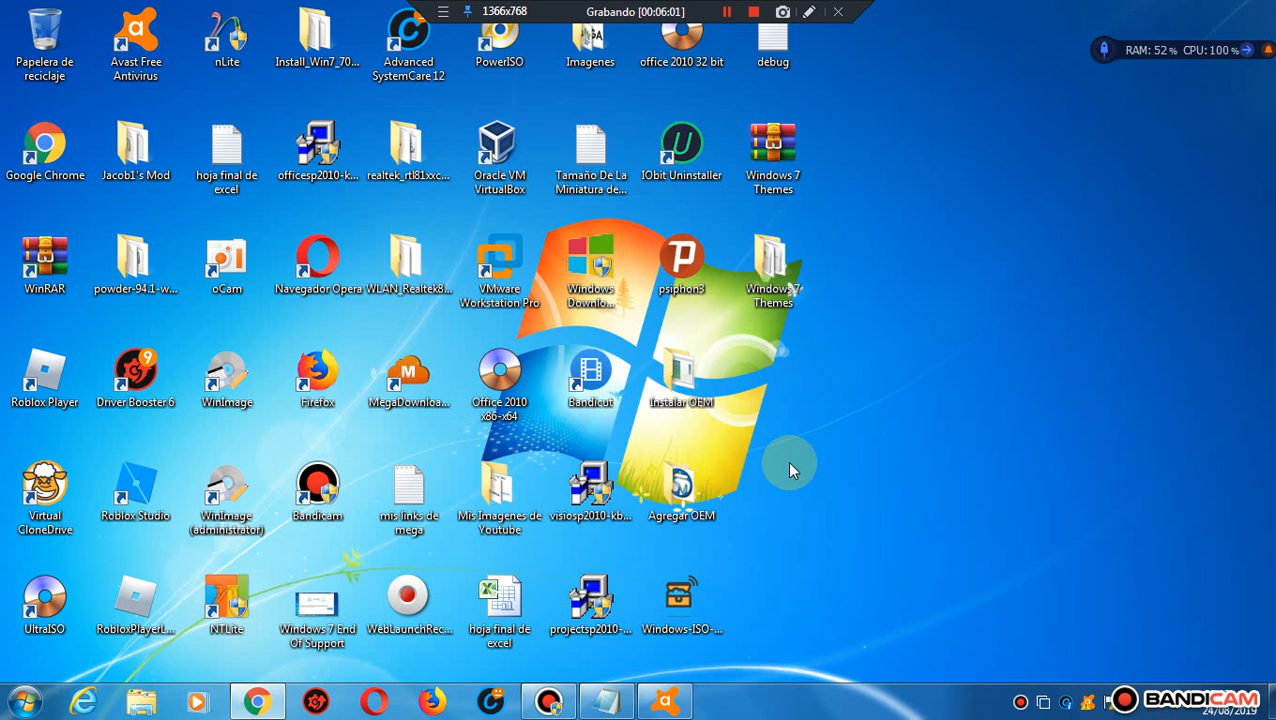 1366x768
Grabando [00:06:01]
RAM: 52 % CPU: 100 %
Papelera de
reciclaje
Avast Free
Antivirus
nLite
Install_Win7_70...
Advanced
SystemCare 12
PowerISO
Imagenes
office 2010 32 bit
debug
Google Chrome
Jacob1's Mod
hoja final de
excel
officesp2010-k...
realtek_rtl81xxc...
Oracle VM
VirtualBox
Tamaño De La
Miniatura de...
IObit Uninstaller
Windows 7
Themes
WinRAR
powder-94.1-w...
oCam
Navegador Opera
WLAN_Realtek8...
VMware
Workstation Pro
Windows
Downlo...
psiphon3
Windows 7
Themes
Roblox Player
Driver Booster 6
WinImage
Firefox
MegaDownloa...
Office 2010
x86-x64
Bandicut
Instalar OEM
Virtual
CloneDrive
Roblox Studio
WinImage
(administrator)
Bandicam
mis links de
mega
Mis Imagenes de
Youtube
visiosp2010-kb...
Agregar OEM
UltraISO
RobloxPlayerL...
NTLite
Windows 7 End
Of Support
WebLaunchRec...
hoja final de
excel
projectsp2010-...
Windows-ISO-...
BANDICAM
24/08/2019